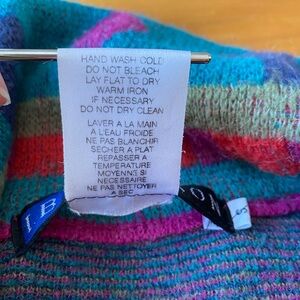 HAND WASH COLD
DO NOT BLEACH
LAY FLAT TO DRY
WARM IRON
IF NECESSARY
DO NOT DRY CLEAN
LAVER A LA MAIN
A L'EAU FROIDE
NE PAS BLANCHIR
SECHER A PLAT
REPASSER A
TEMPERATURE
MOYENNE SI
NECESSAIRE
NE PAS NETTOYER
A SEC
S